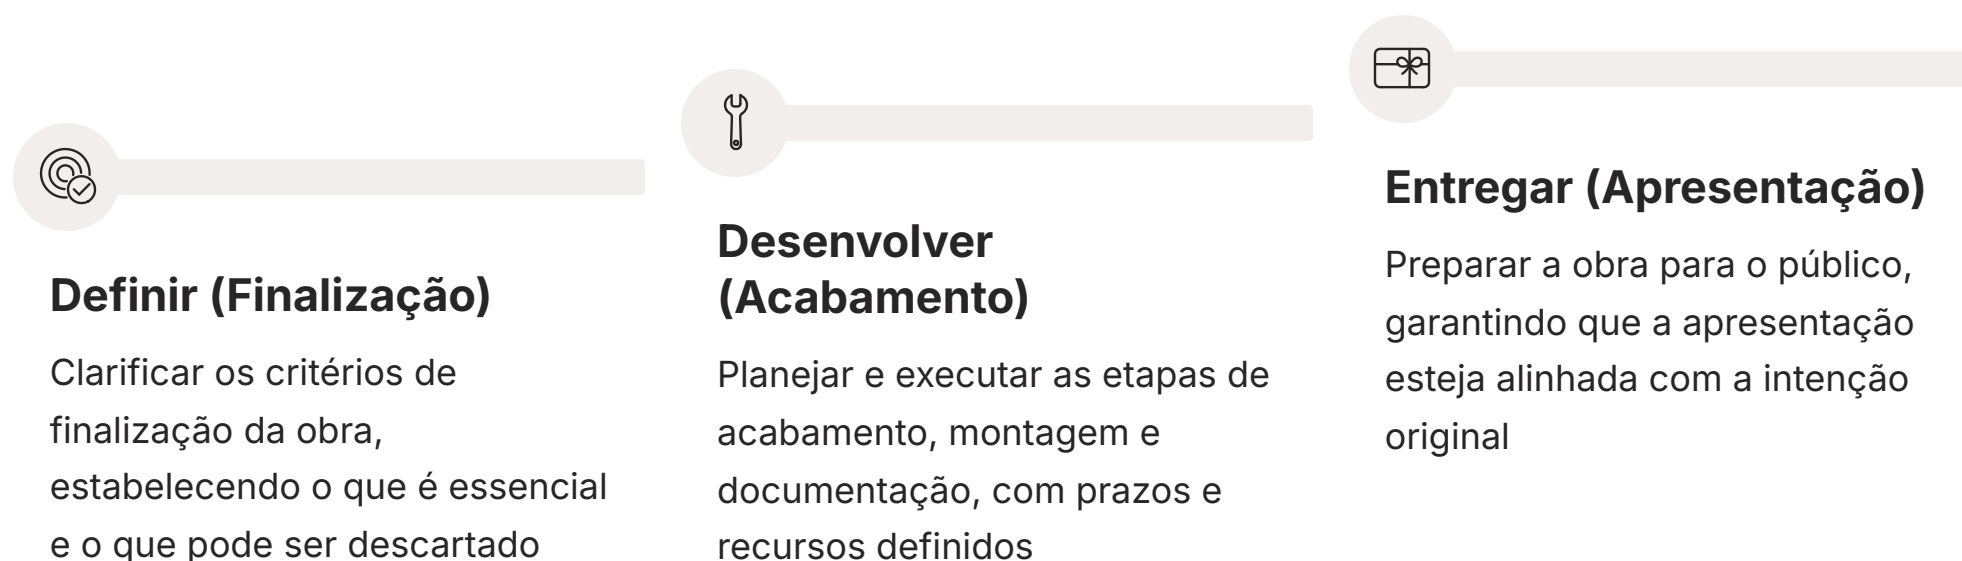 Definir (Finalização)
Clarificar os critérios de
finalização da obra,
estabelecendo o que é essencial
e o que pode ser descartado
Desenvolver
(Acabamento)
Planejar e executar as etapas de
acabamento, montagem e
documentação, com prazos e
recursos definidos
Entregar (Apresentação)
Preparar a obra para o público,
garantindo que a apresentação
esteja alinhada com a intenção
original